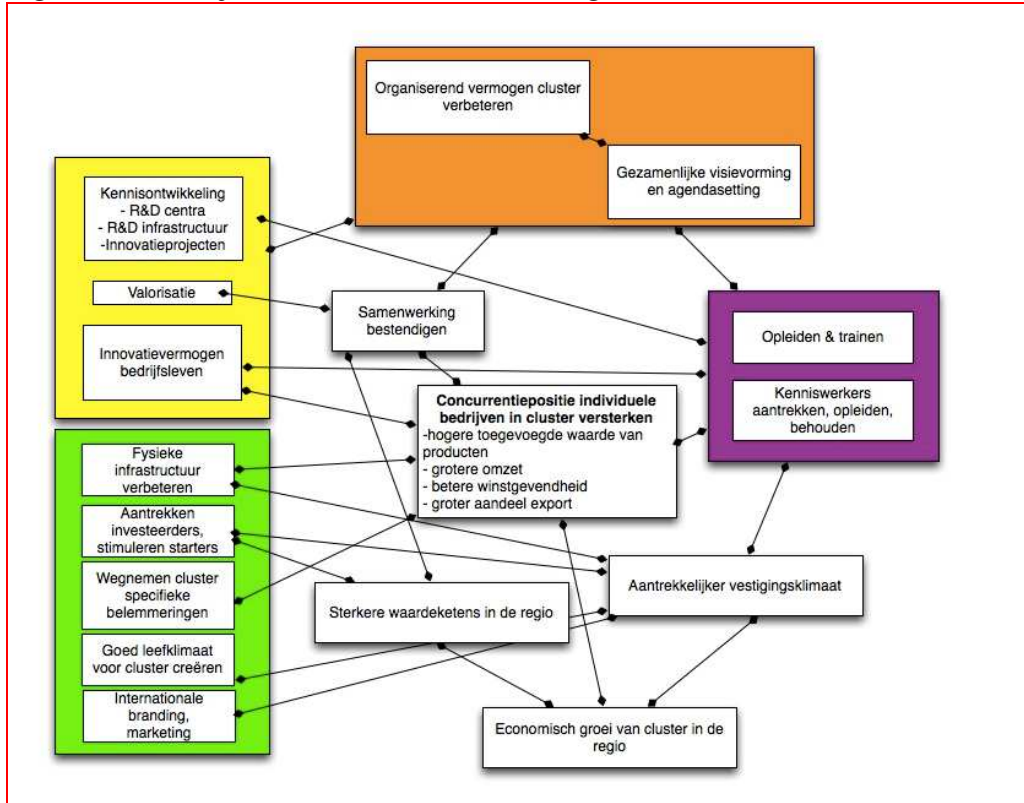 Organiserend vermogen cluster
verbeteren
Gezamenlijke visievorming
en agendasetting
Kennisontwikkeling
- R&D centra
- R&D infrastructuur
-Innovatieprojecten
Valorisatie
Innovatievermogen
bedrijfsleven
Samenwerking
bestendigen
Opleiden & trainen
Kenniswerkers
aantrekken, opleiden,
behouden
Concurrentiepositie individuele
bedrijven in cluster versterken
-hogere toegevoegde waarde van
producten
- grotere omzet
- betere winstgevendheid
- groter aandeel export
Fysieke
infrastructuur
verbeteren
Aantrekken
investeerders,
stimuleren starters
Wegnemen cluster
specifieke
belemmeringen
Goed leefklimaat
voor cluster creëren
Internationale
branding,
marketing
Sterkere waardeketens in de regio
Aantrekkelijker vestigingsklimaat
Economisch groei van cluster in de
regio